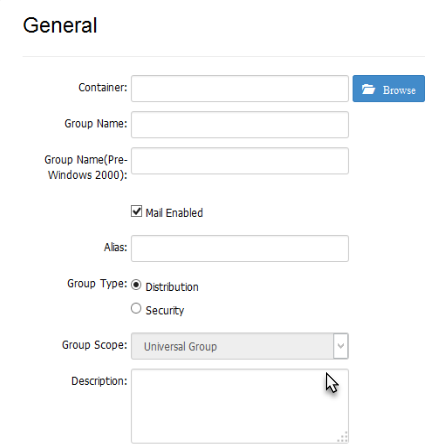 General
Container:
Browse
Group Name:
Group Name(Pre-
Windows 2000):
Mail Enabled
Alias:
Group Type:
Distribution
Security
Group Scope:
Universal Group
Description: